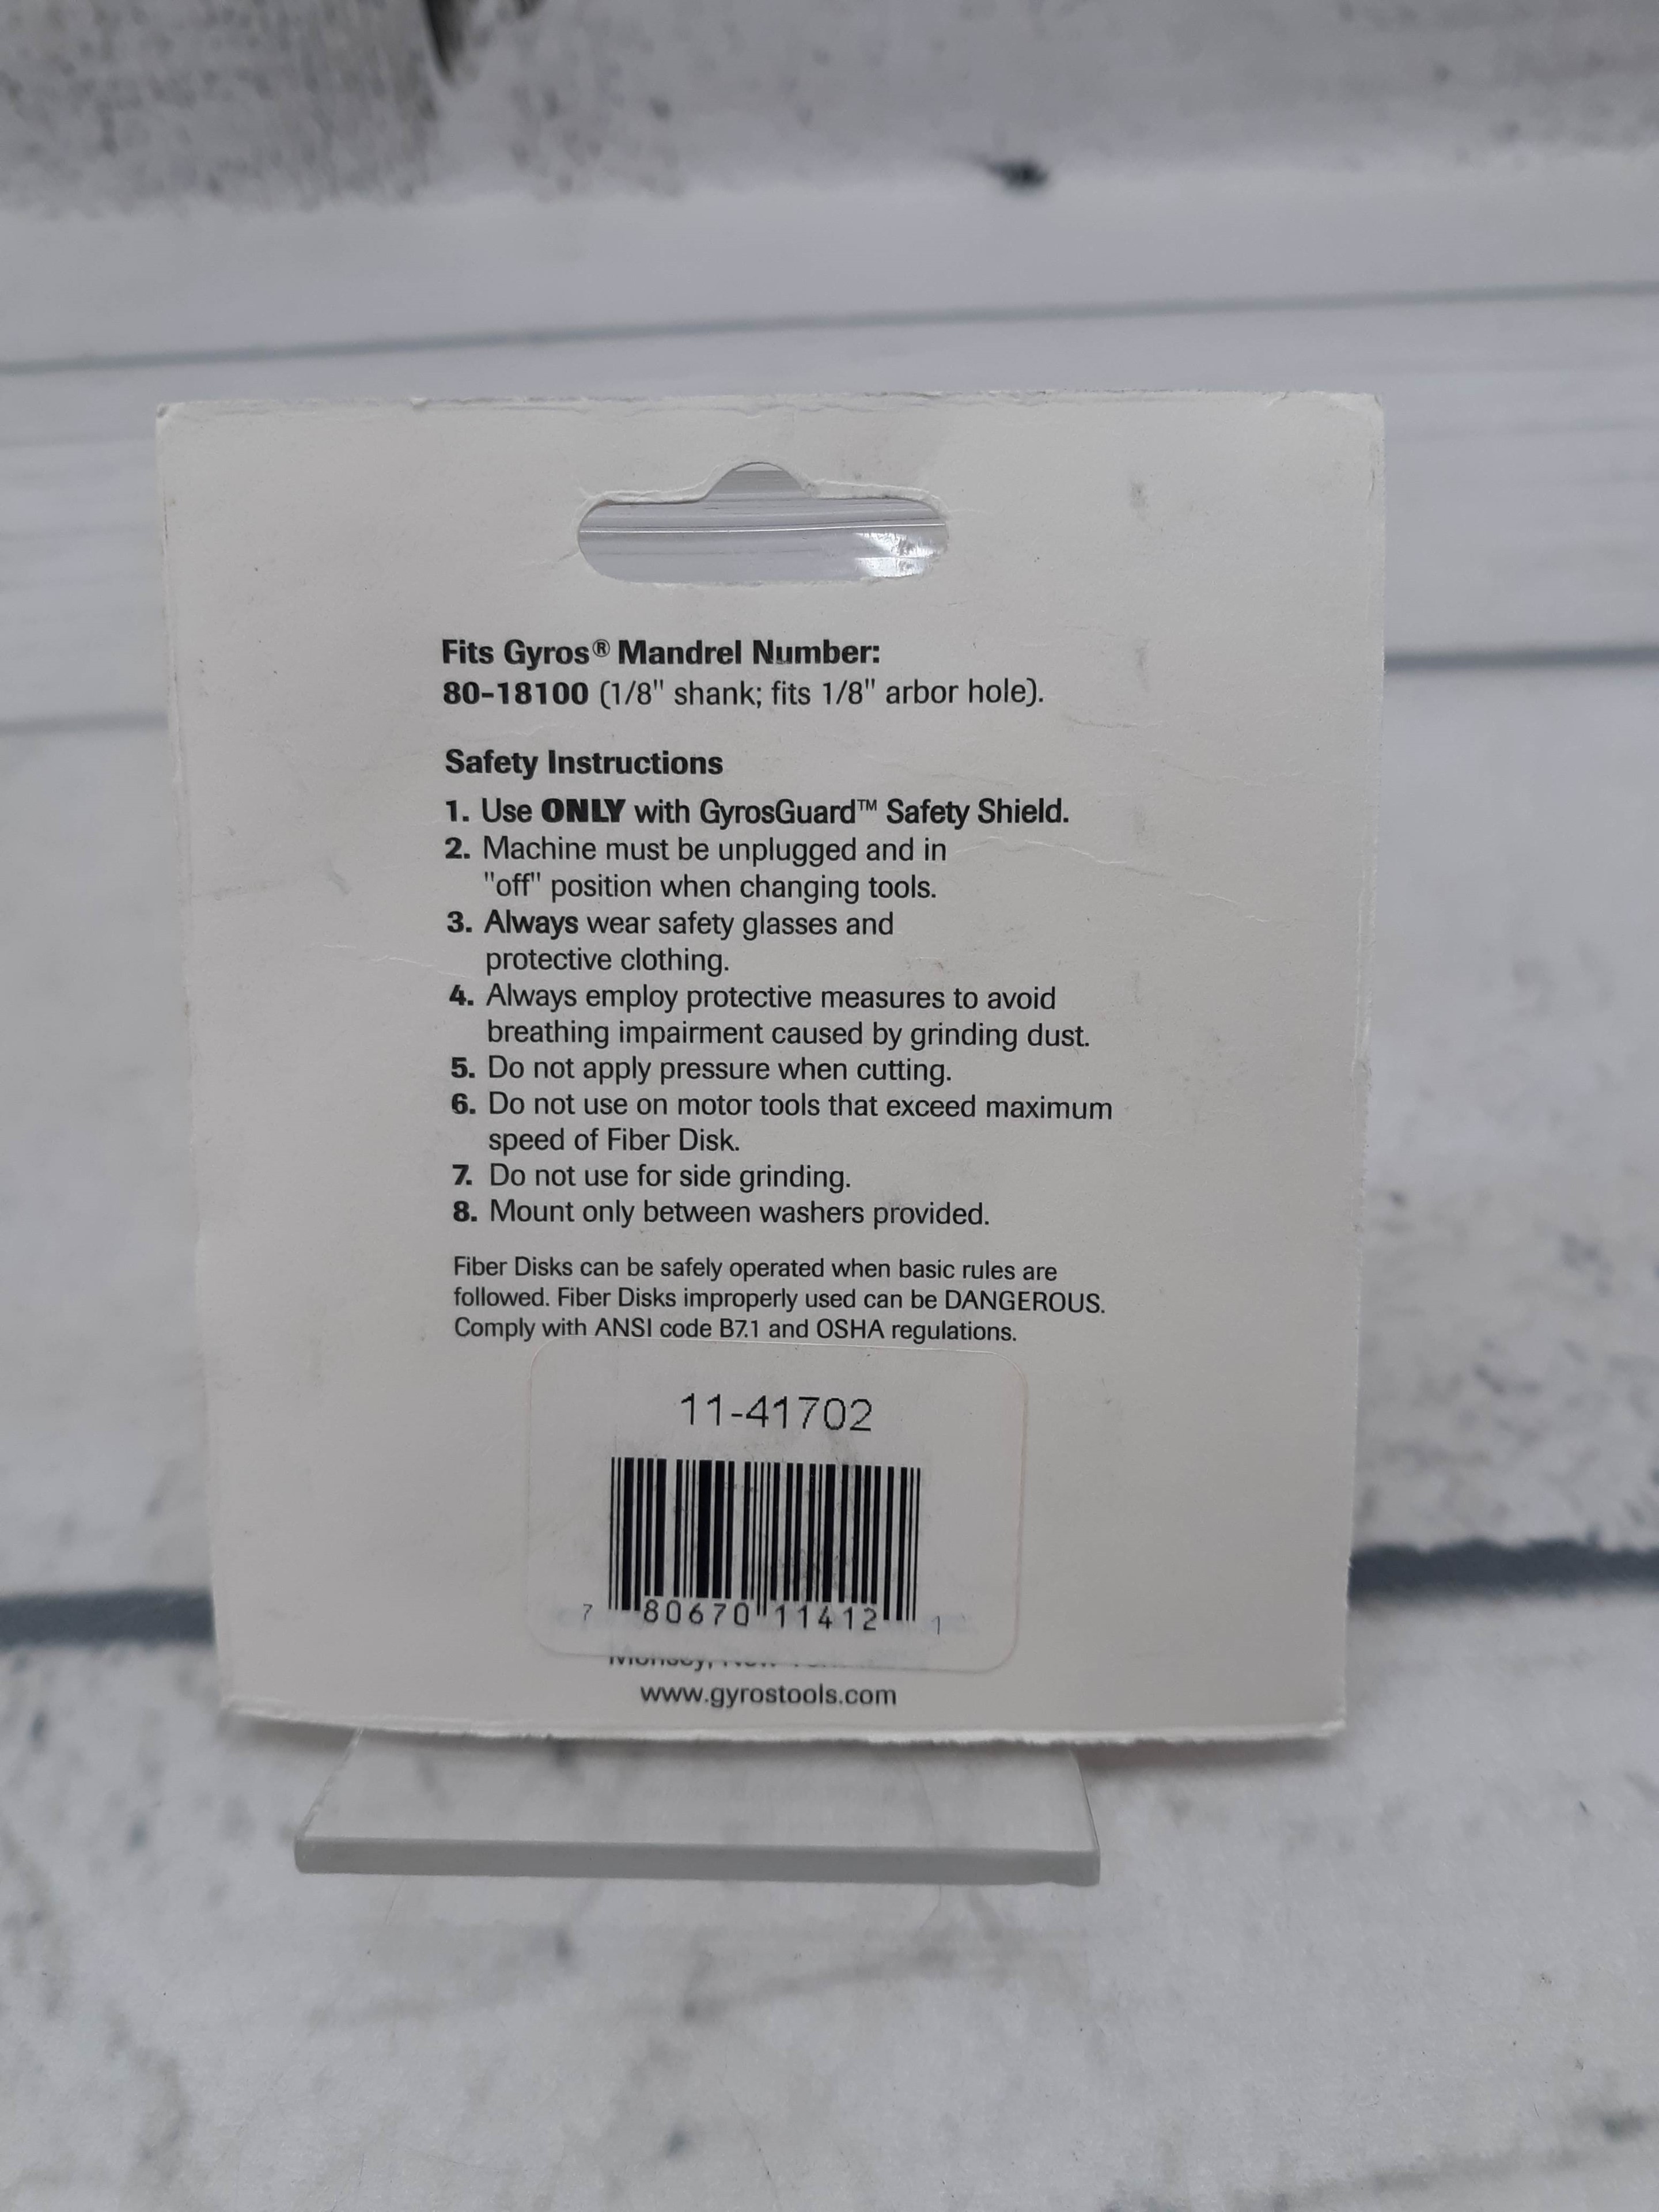 Fits Gyros® Mandrel Number:
80-18100 (1/8" shank; fits 1/8" arbor hole).
Safety Instructions
1. Use ONLY with GyrosGuard™ Safety Shield.
2. Machine must be unplugged and in
"off" position when changing tools.
3. Always wear safety glasses and
protective clothing.
4. Always employ protective measures to avoid
breathing impairment caused by grinding dust.
5. Do not apply pressure when cutting.
6. Do not use on motor tools that exceed maximum
speed of Fiber Disk.
7. Do not use for side grinding.
8. Mount only between washers provided.
Fiber Disks can be safely operated when basic rules are
followed. Fiber Disks improperly used can be DANGEROUS.
Comply with ANSI code B7.1 and OSHA regulations.
11-41702
7 80670 11412 1
www.gyrostools.com